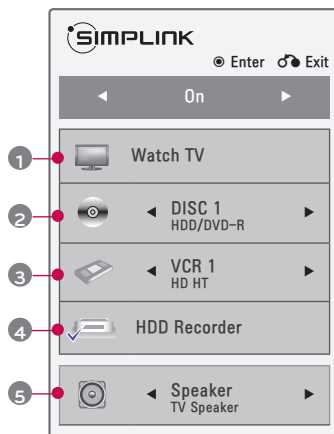 SIMPLINK
Enter Exit
On
1 Watch TV
2 DISC 1
HDD/DVD-R
3 VCR 1
HD HT
4 HDD Recorder
5 Speaker
TV Speaker